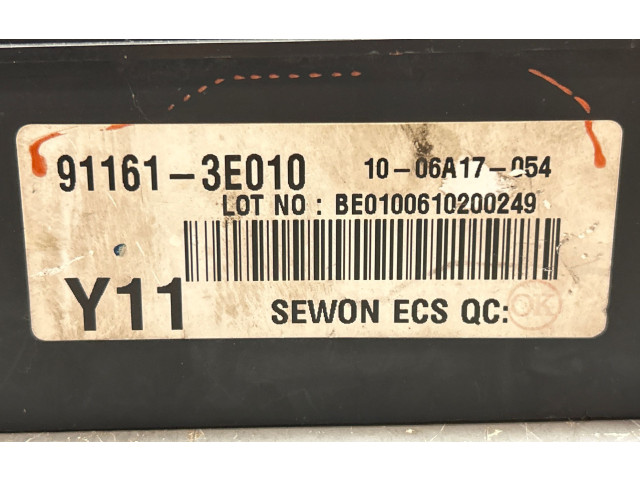 91161-3E010 10-06A17-054
LOT NO : BE0100610200249
Y11 SEWON ECS QC: OK